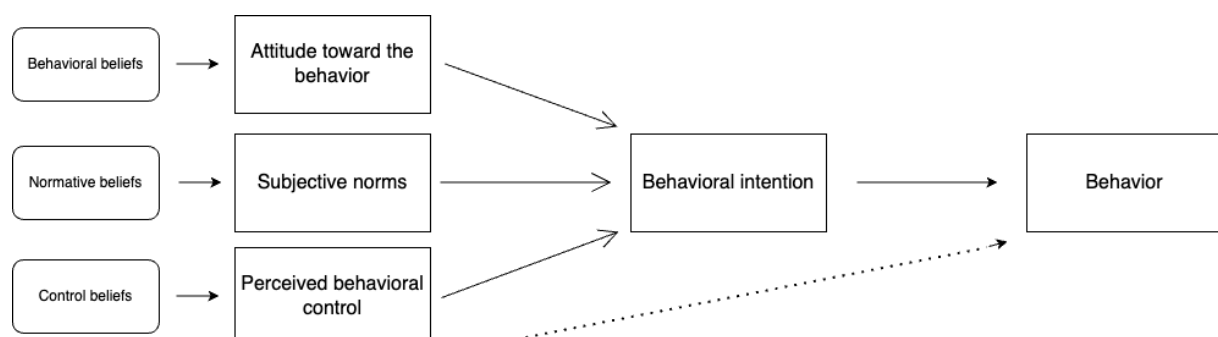 Behavioral beliefs
Attitude toward the
behavior
Normative beliefs
Subjective norms
Behavioral intention
Behavior
Control beliefs
Perceived behavioral
control